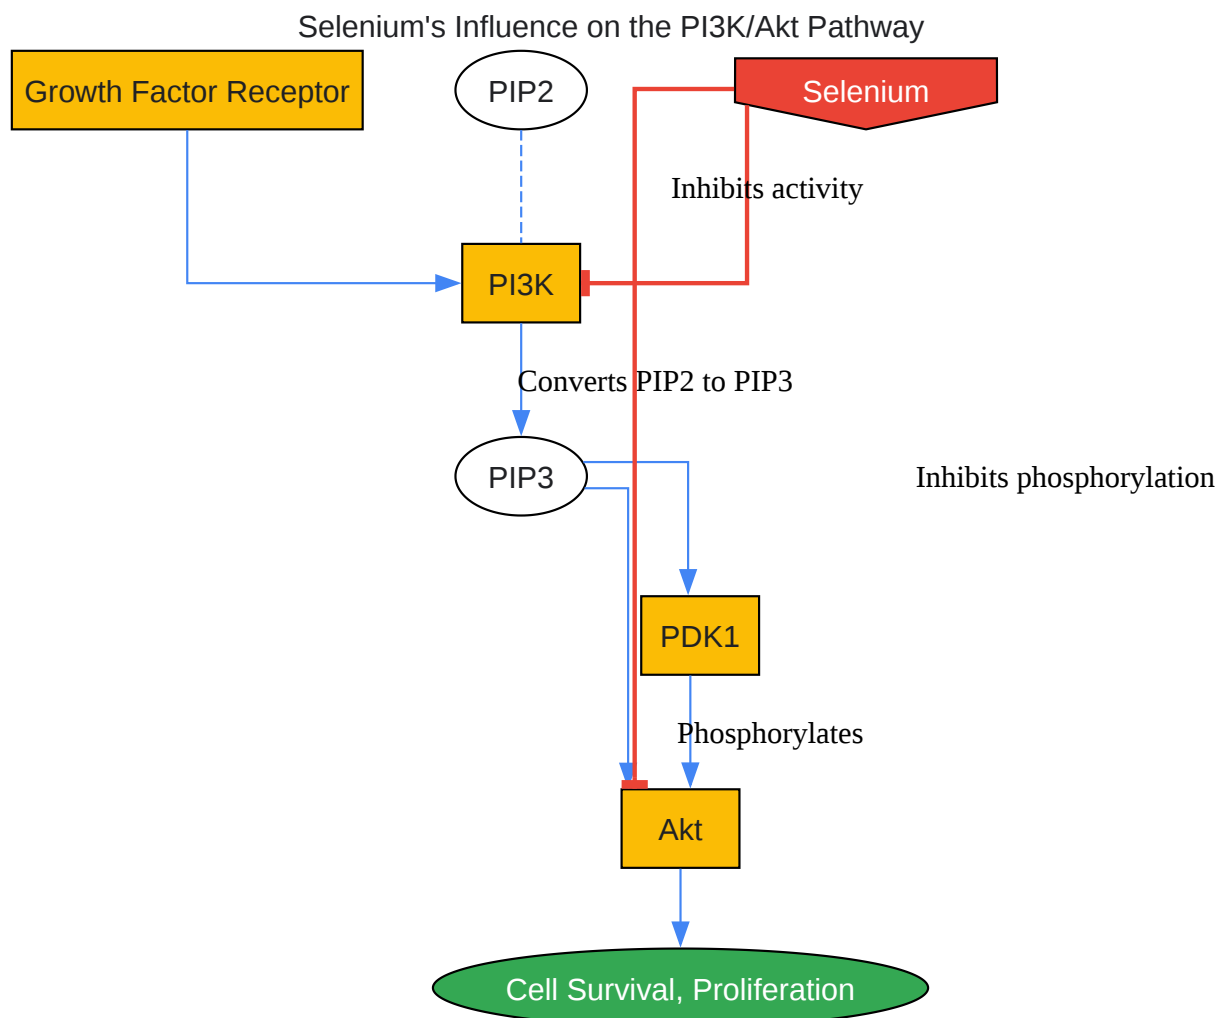 Selenium's Influence on the PI3K/Akt Pathway
Growth Factor Receptor
PIP2
Selenium
Inhibits activity
PI3K
Converts PIP2 to PIP3
PIP3
Inhibits phosphorylation
PDK1
Phosphorylates
Akt
Cell Survival, Proliferation